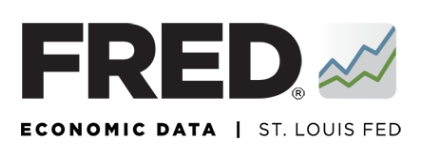 FRED®
ECONOMIC DATA | ST. LOUIS FED